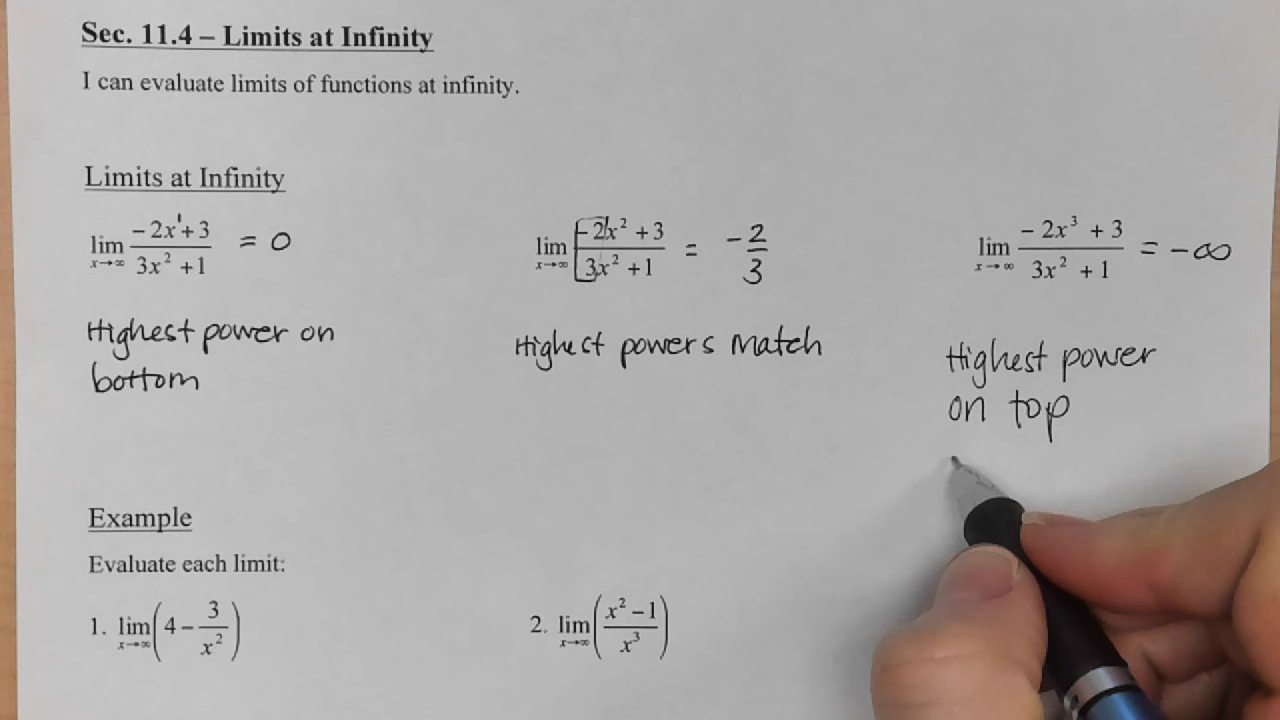 Sec. 11.4 – Limits at Infinity
I can evaluate limits of functions at infinity.
Limits at Infinity
lim x→∞ (-2x¹+3)/(3x²+1) = 0
lim x→∞ (-2x²+3)/(3x²+1) = -2/3
lim x→∞ (-2x³+3)/(3x²+1) = -∞
Highest power on
bottom
Highest powers match
Highest power
on top
Example
Evaluate each limit:
1. lim x→∞ (4 - 3/x²)
2. lim x→∞ ((x²-1)/x³)